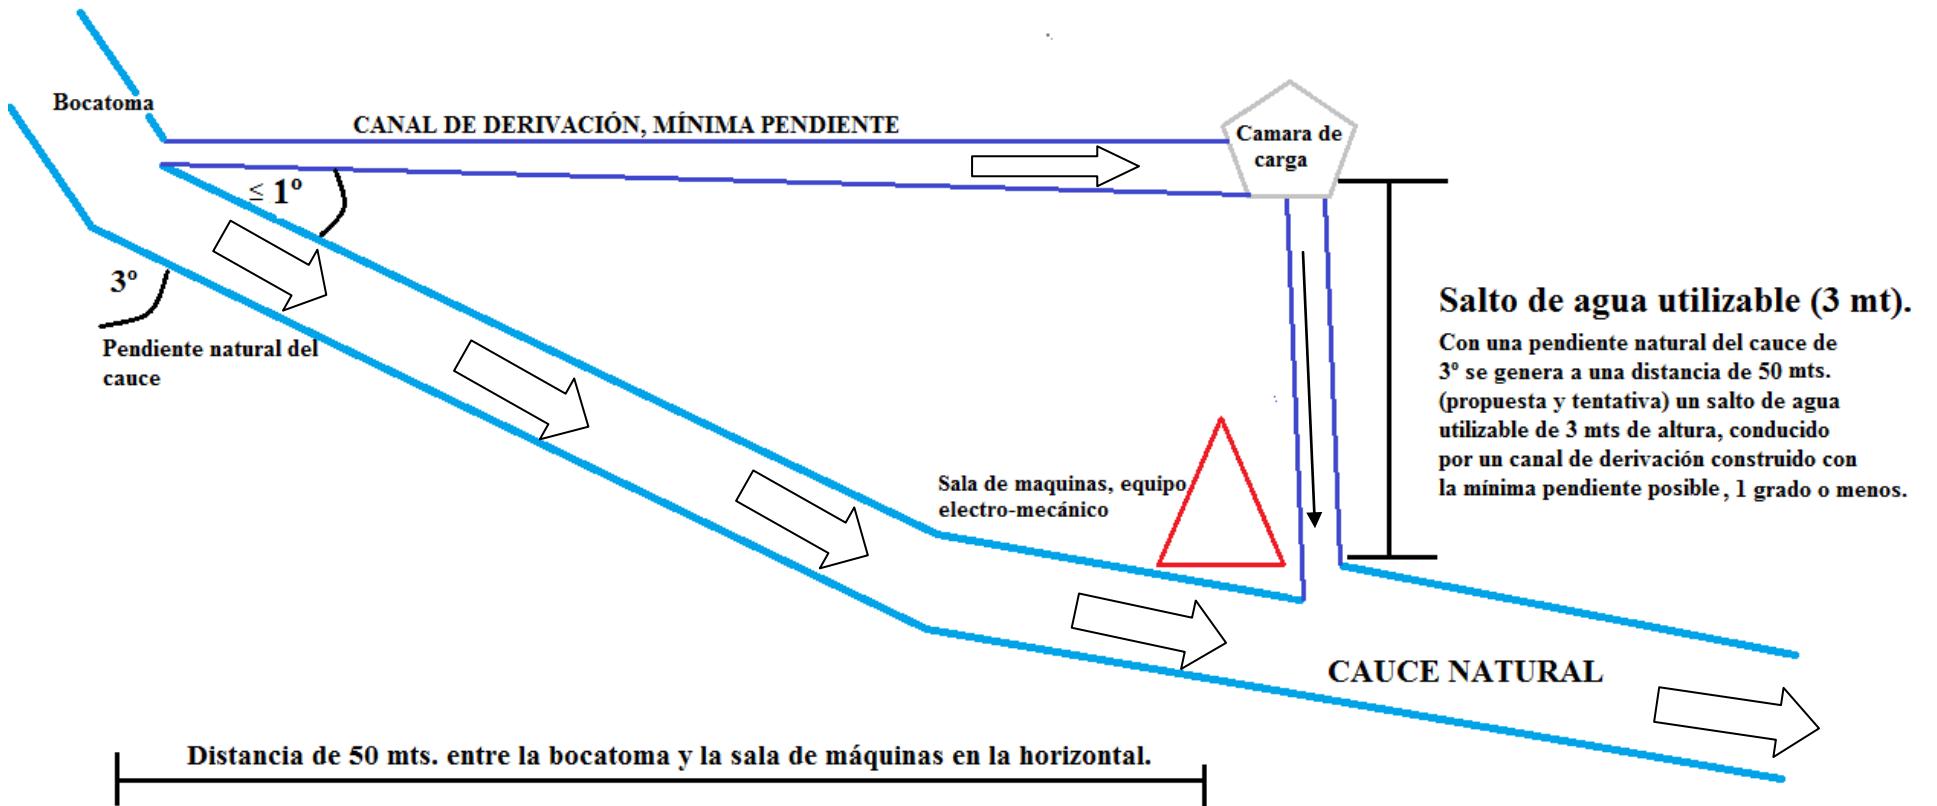 Bocatoma
CANAL DE DERIVACIÓN, MÍNIMA PENDIENTE
Camara de
carga
≤ 1º
3º
Pendiente natural del
cauce
Salto de agua utilizable (3 mt).
Con una pendiente natural del cauce de
3º se genera a una distancia de 50 mts.
(propuesta y tentativa) un salto de agua
utilizable de 3 mts de altura, conducido
por un canal de derivación construido con
la mínima pendiente posible, 1 grado o menos.
Sala de maquinas, equipo
electro-mecánico
CAUCE NATURAL
Distancia de 50 mts. entre la bocatoma y la sala de máquinas en la horizontal.